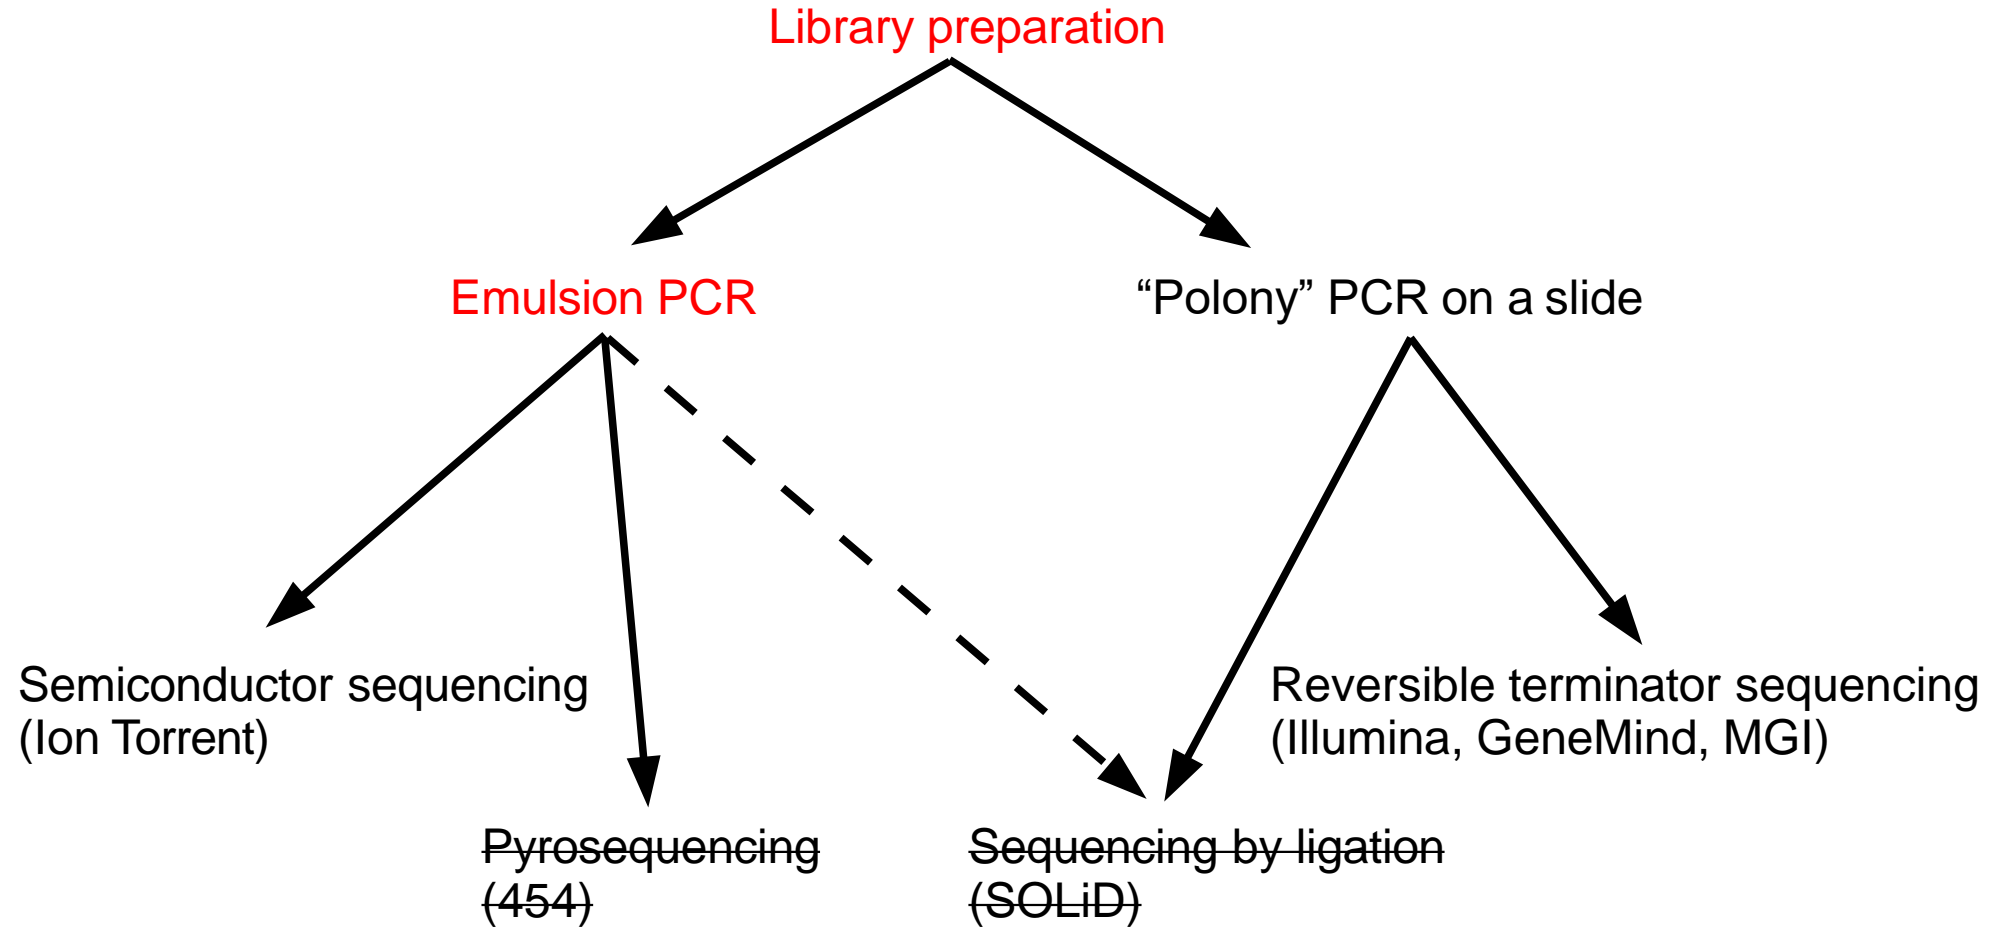 Library preparation
Emulsion PCR
“Polony” PCR on a slide
Semiconductor sequencing
(Ion Torrent)
Reversible terminator sequencing
(Illumina, GeneMind, MGI)
Pyrosequencing
(454)
Sequencing by ligation
(SOLiD)